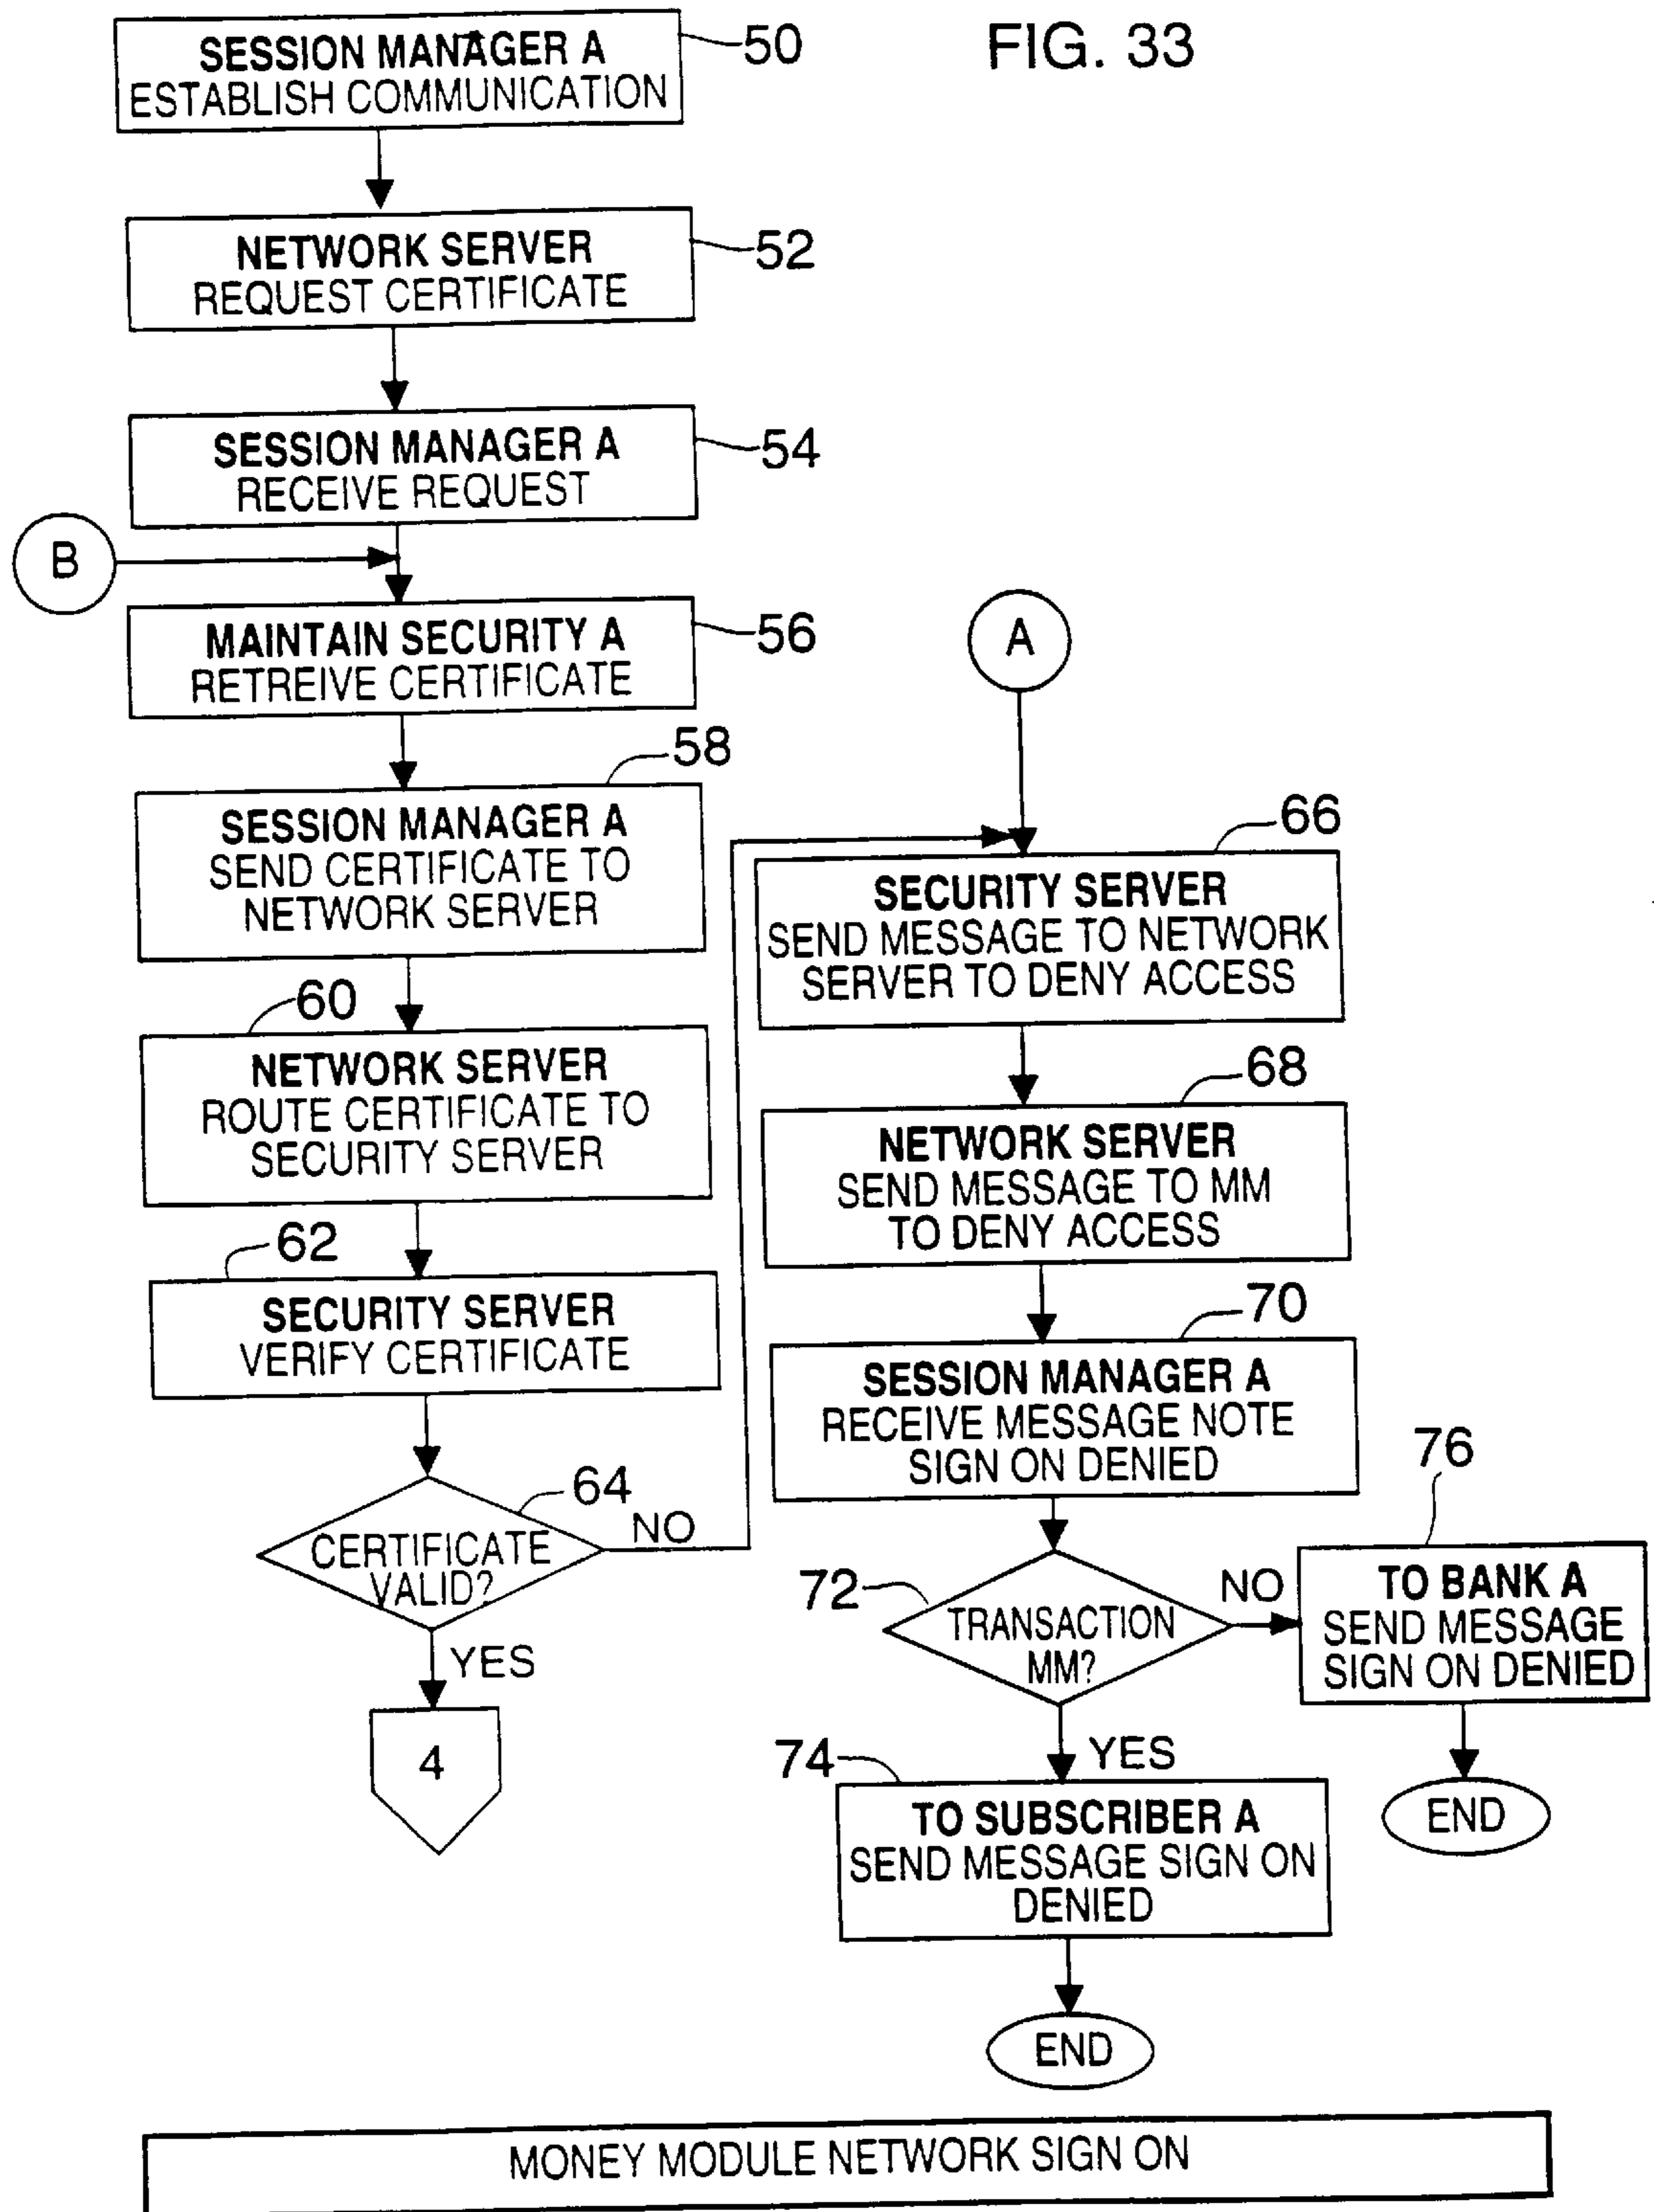 FIG. 33
SESSION MANAGER A
ESTABLISH COMMUNICATION
50
NETWORK SERVER
REQUEST CERTIFICATE
52
SESSION MANAGER A
RECEIVE REQUEST
54
B
MAINTAIN SECURITY A
RETREIVE CERTIFICATE
56
58
SESSION MANAGER A
SEND CERTIFICATE TO
NETWORK SERVER
60
NETWORK SERVER
ROUTE CERTIFICATE TO
SECURITY SERVER
62
SECURITY SERVER
VERIFY CERTIFICATE
64
CERTIFICATE
VALID?
NO
YES
4
A
66
SECURITY SERVER
SEND MESSAGE TO NETWORK
SERVER TO DENY ACCESS
68
NETWORK SERVER
SEND MESSAGE TO MM
TO DENY ACCESS
70
SESSION MANAGER A
RECEIVE MESSAGE NOTE
SIGN ON DENIED
72
TRANSACTION
MM?
NO
76
TO BANK A
SEND MESSAGE
SIGN ON DENIED
END
YES
74
TO SUBSCRIBER A
SEND MESSAGE SIGN ON
DENIED
END
MONEY MODULE NETWORK SIGN ON